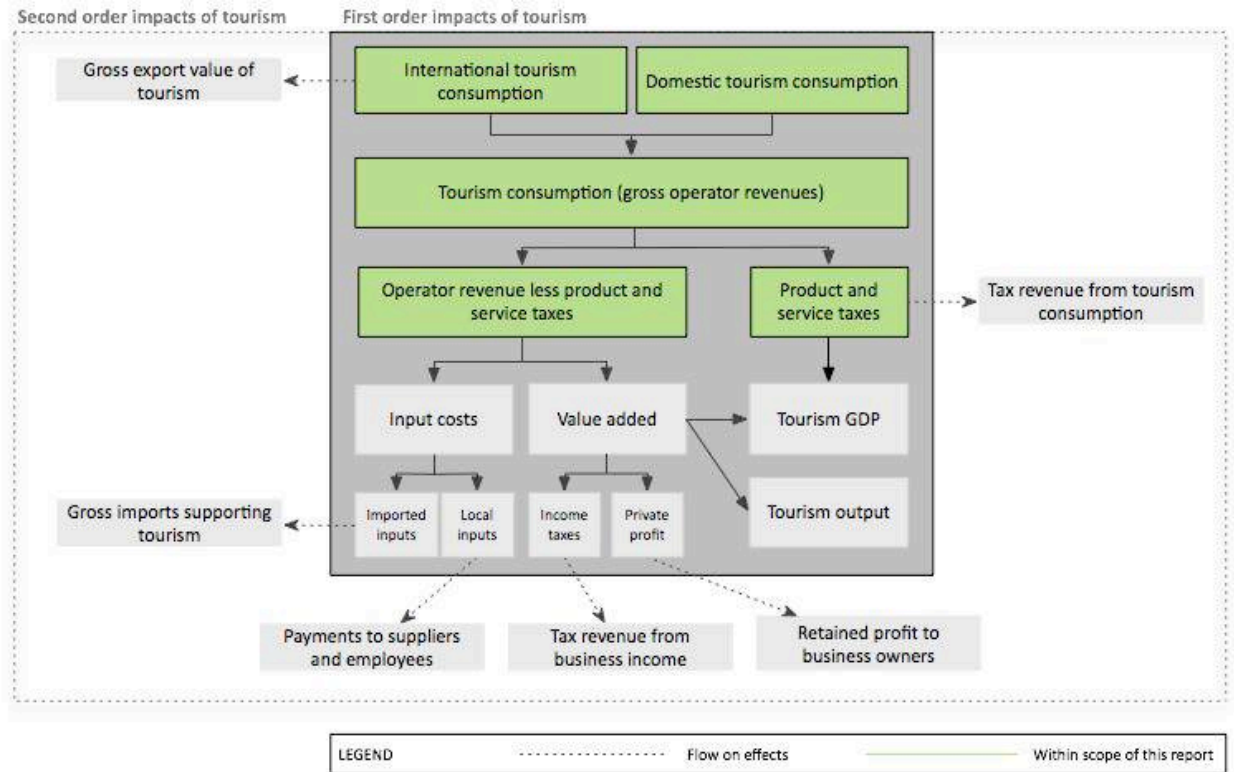 Second order impacts of tourism
First order impacts of tourism
Gross export value of
tourism
International tourism
consumption
Domestic tourism consumption
Tourism consumption (gross operator revenues)
Operator revenue less product and
service taxes
Product and
service taxes
Tax revenue from tourism
consumption
Input costs
Value added
Tourism GDP
Gross imports supporting
tourism
Imported
inputs
Local
inputs
Income
taxes
Private
profit
Tourism output
Payments to suppliers
and employees
Tax revenue from
business income
Retained profit to
business owners
LEGEND
Flow on effects
Within scope of this report